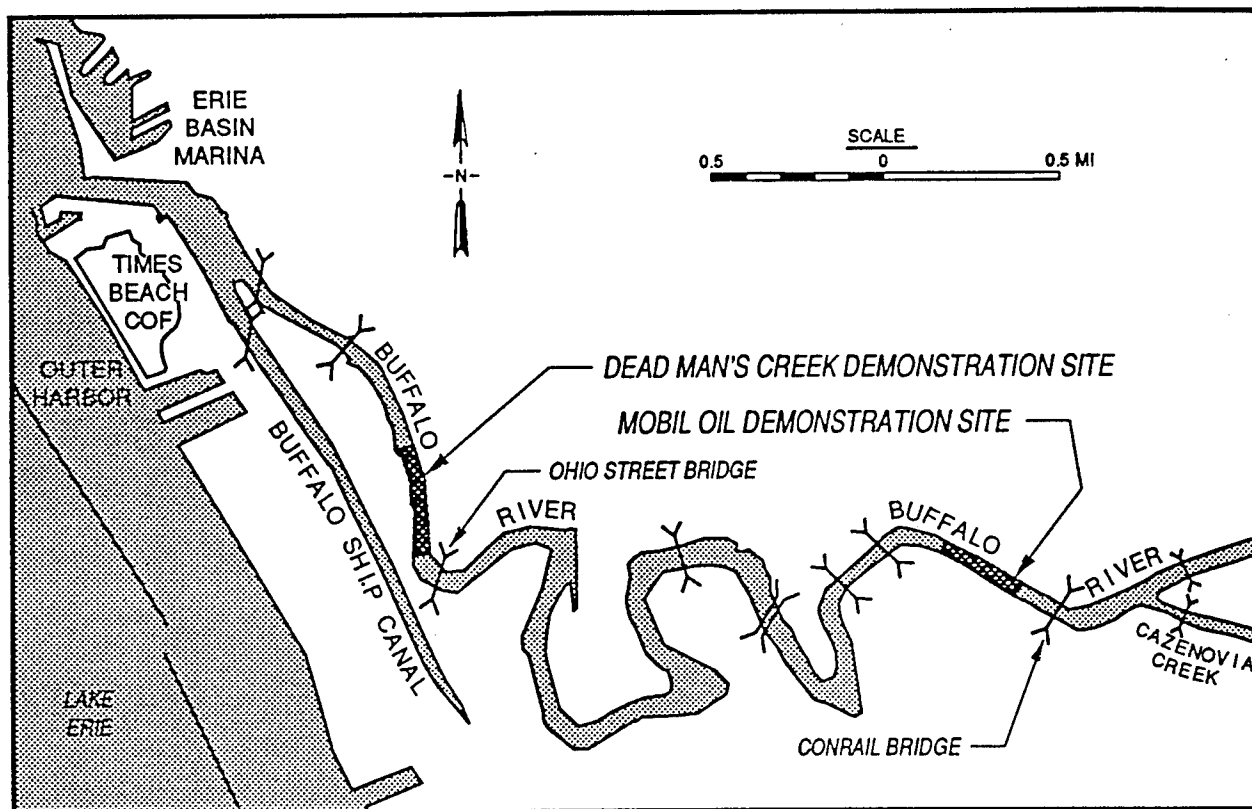 ERIE
BASIN
MARINA
-N-
SCALE
0.5 0 0.5 MI
TIMES
BEACH
COF
OUTER
HARBOR
BUFFALO
DEAD MAN'S CREEK DEMONSTRATION SITE
MOBIL OIL DEMONSTRATION SITE
BUFFALO SHIP CANAL
OHIO STREET BRIDGE
RIVER
BUFFALO
RIVER
CAZENOVIA
CREEK
LAKE
ERIE
CONRAIL BRIDGE